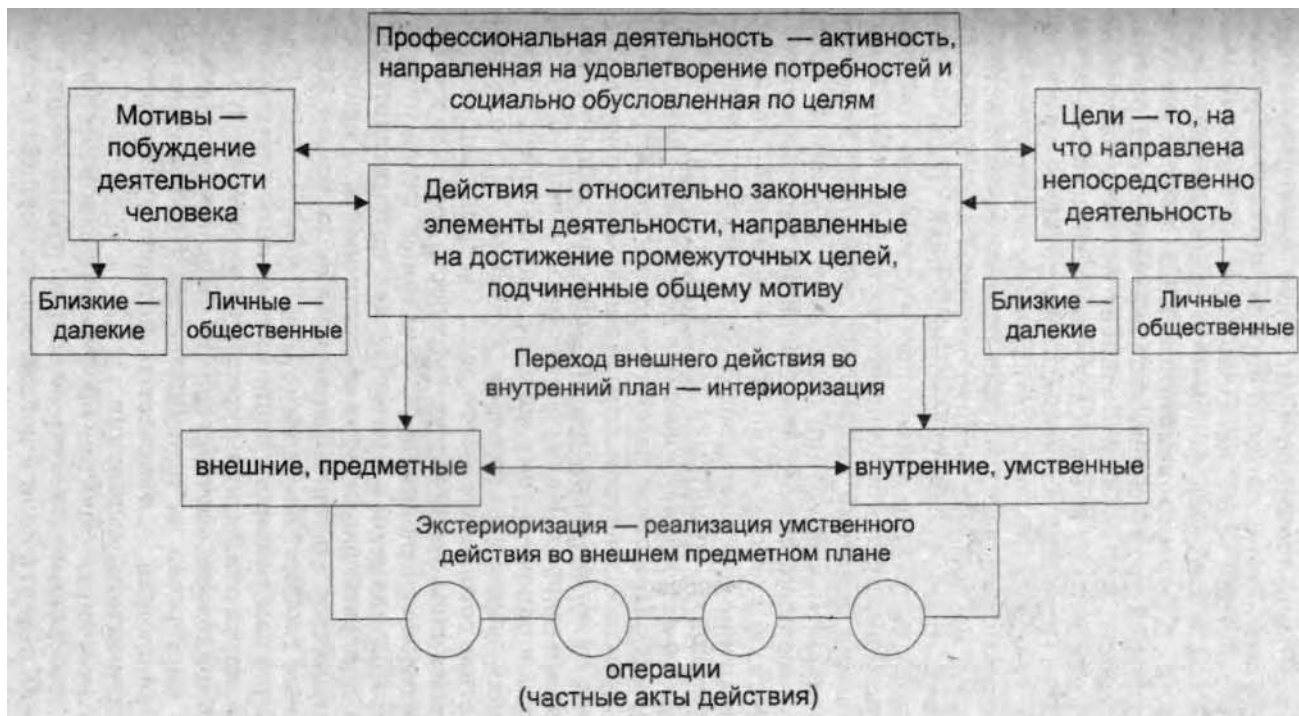 Профессиональная деятельность — активность,
направленная на удовлетворение потребностей и
социально обусловленная по целям
Мотивы —
побуждение
деятельности
человека
Цели — то, на
что направлена
непосредственно
деятельность
Действия — относительно законченные
элементы деятельности, направленные
на достижение промежуточных целей,
подчиненные общему мотиву
Близкие —
далекие
Личные —
общественные
Близкие —
далекие
Личные —
общественные
Переход внешнего действия во
внутренний план — интериоризация
внешние, предметные
внутренние, умственные
Экстериоризация — реализация умственного
действия во внешнем предметном плане
операции
(частные акты действия)